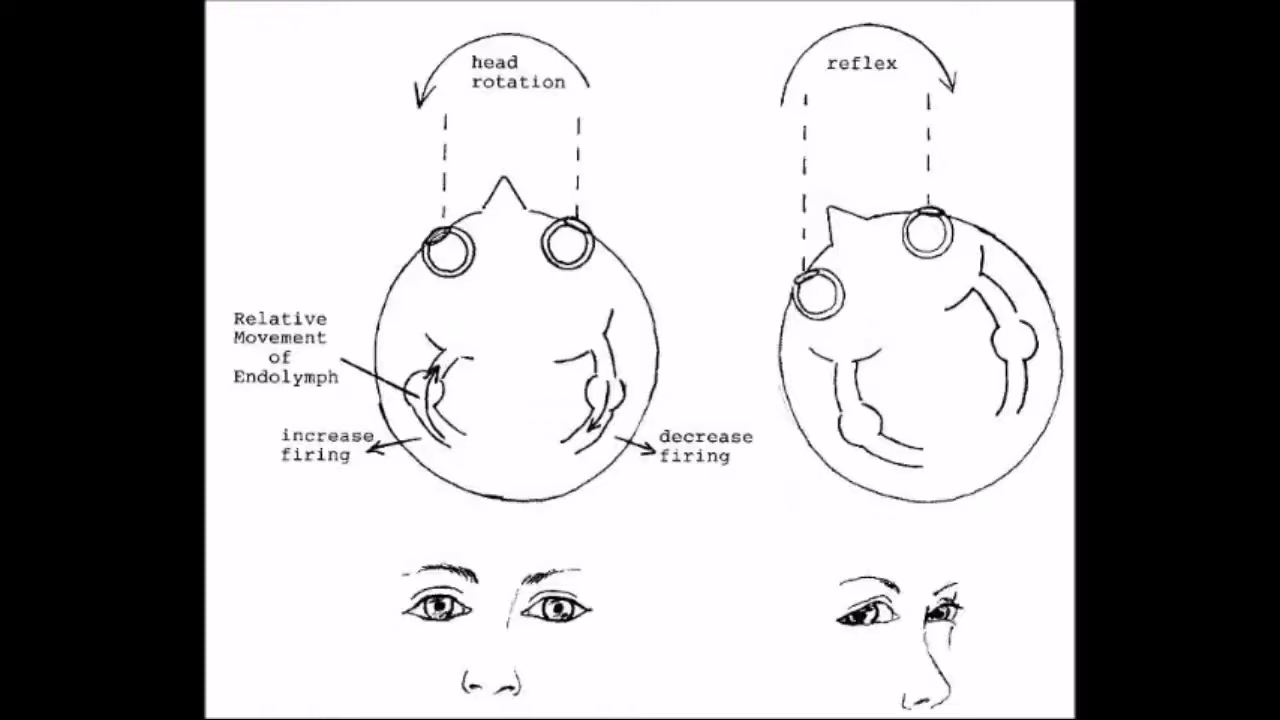 head
rotation
reflex
Relative
Movement
of
Endolymph
increase
firing
decrease
firing